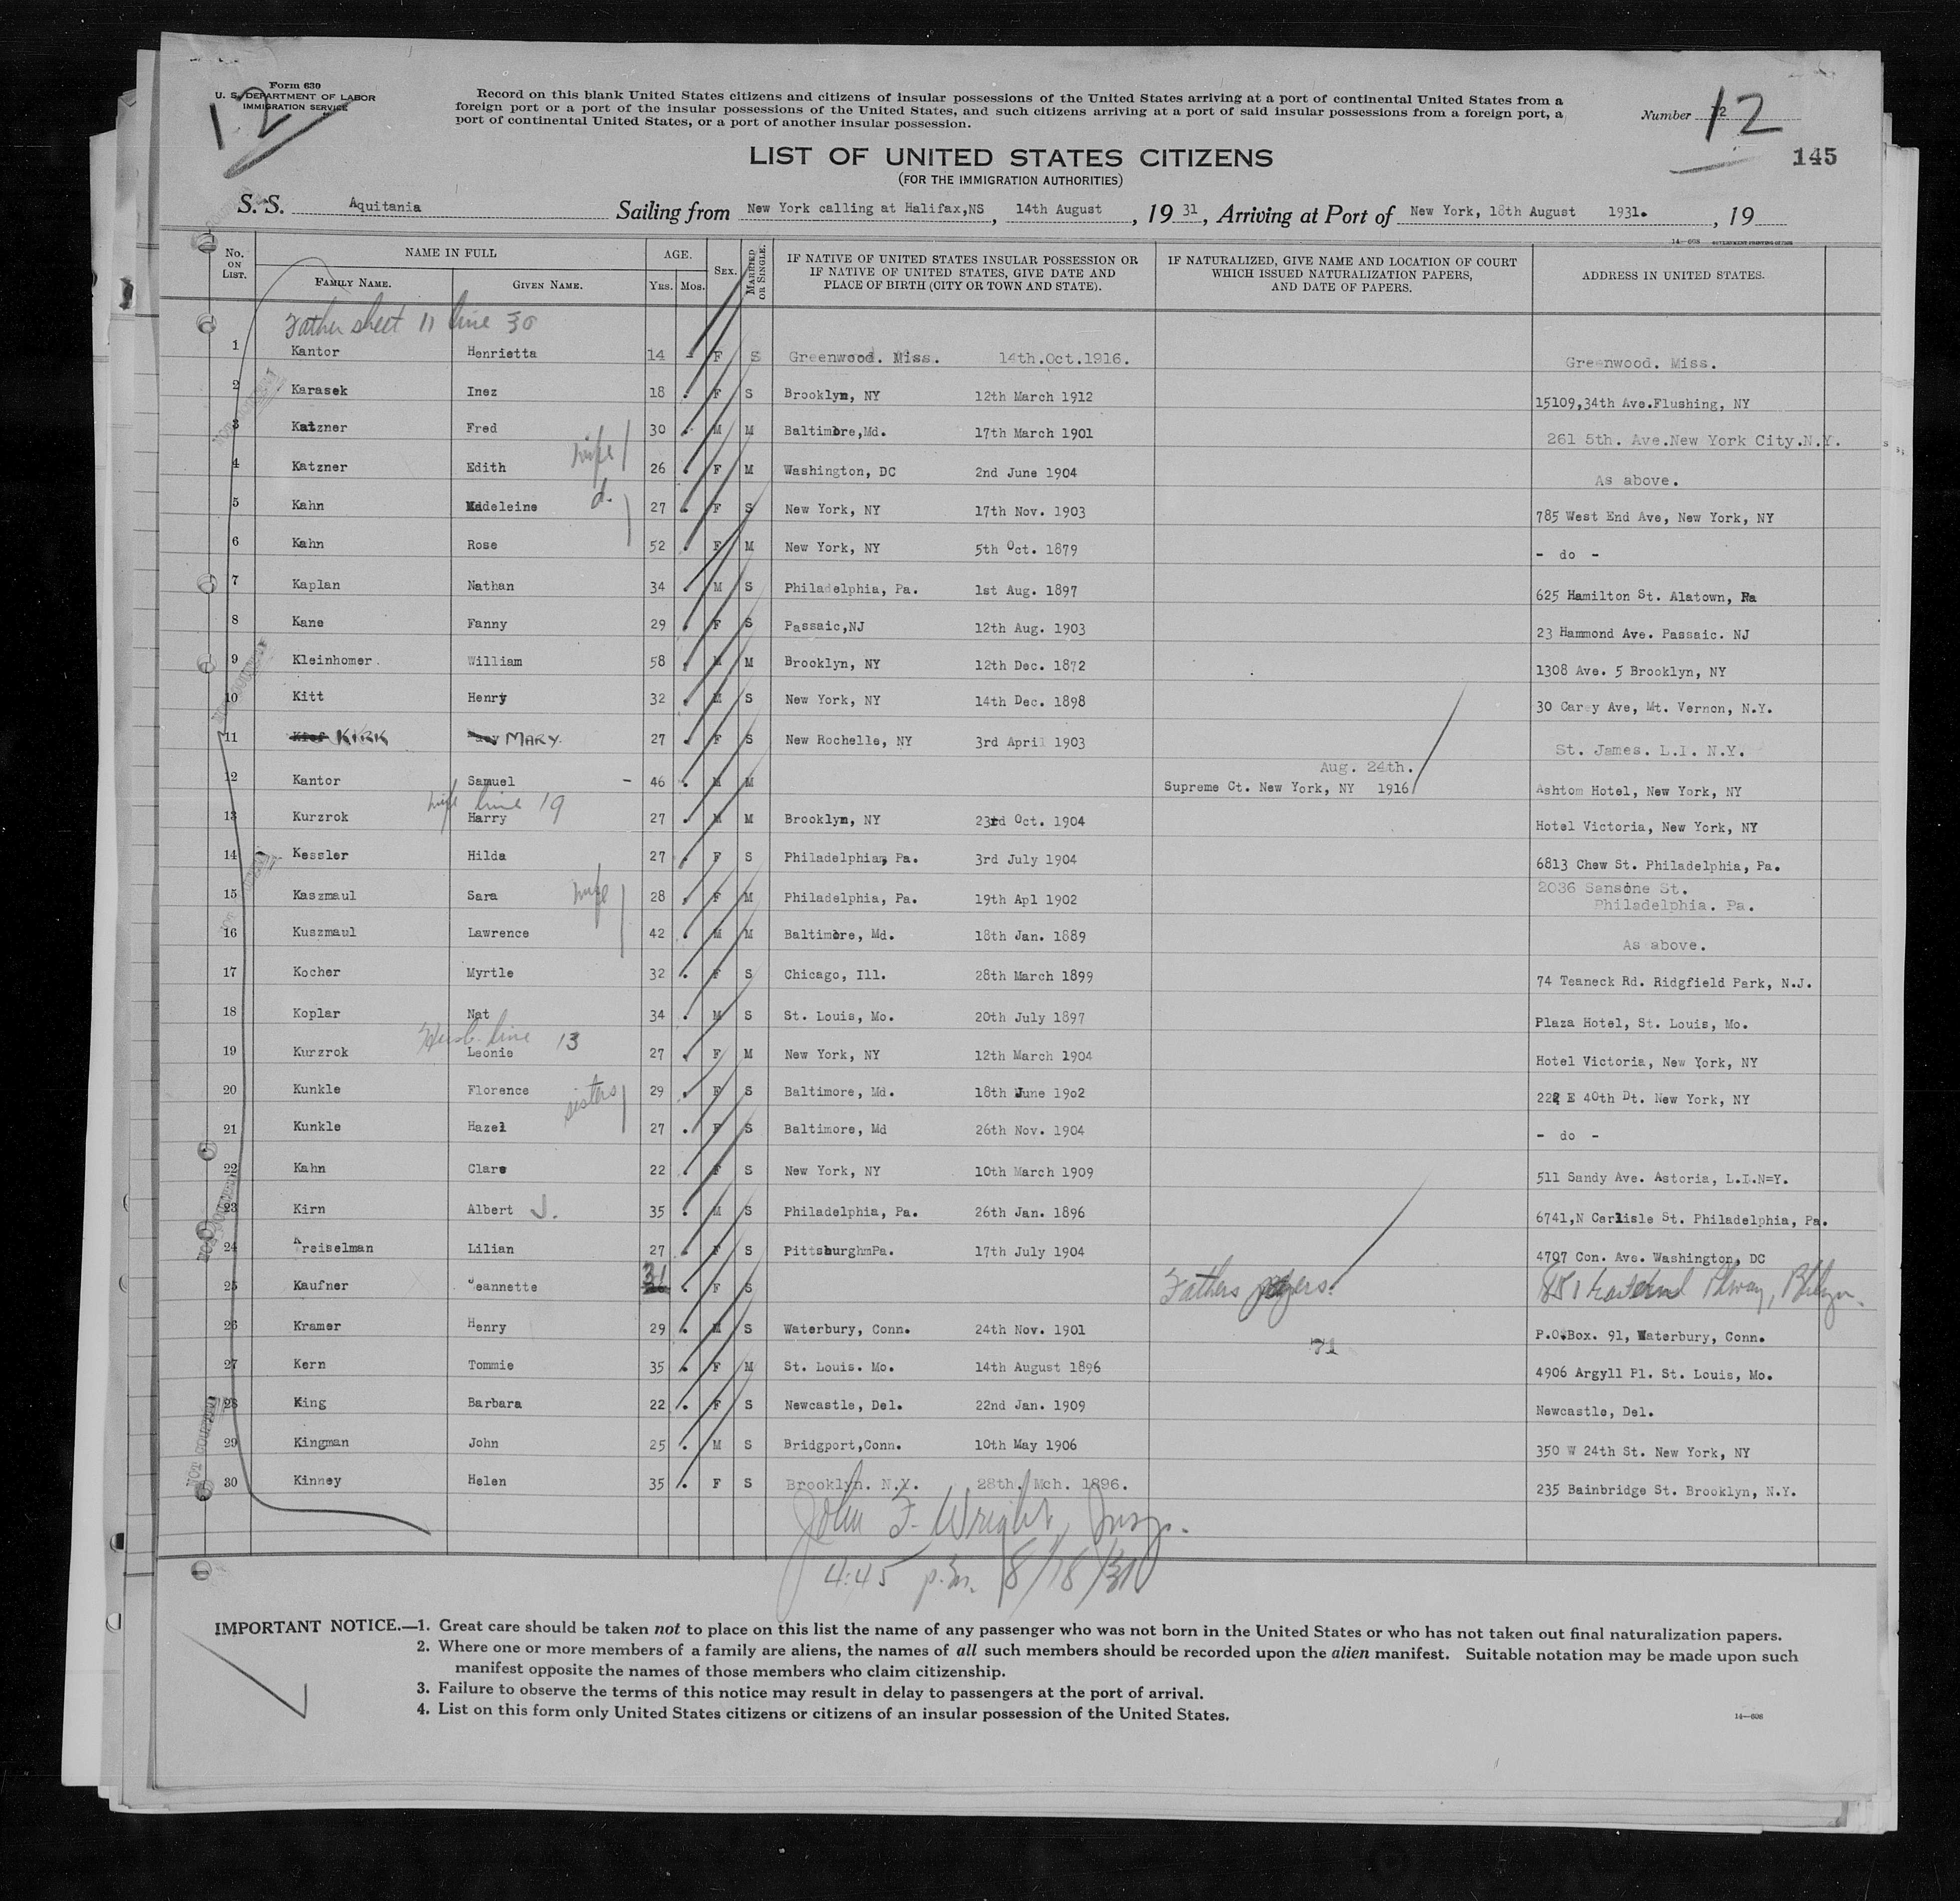 Form 630
U. S. DEPARTMENT OF LABOR
IMMIGRATION SERVICE
12
Record on this blank United States citizens and citizens of insular possessions of the United States arriving at a port of continental United States from a
foreign port or a port of the insular possessions of the United States, and such citizens arriving at a port of said insular possessions from a foreign port, a
port of continental United States, or a port of another insular possession.
Number 12 12
LIST OF UNITED STATES CITIZENS
145
(FOR THE IMMIGRATION AUTHORITIES)
S. S. Aquitania Sailing from New York calling at Halifax,NS , 14th August , 19 31 , Arriving at Port of New York, 18th August 1931. , 19
14-608 GOVERNMENT PRINTING OFFICE
No. ON LIST. NAME IN FULL FAMILY NAME. GIVEN NAME. AGE. YRS. MOS. SEX. MARRIED OR SINGLE. IF NATIVE OF UNITED STATES INSULAR POSSESSION OR IF NATIVE OF UNITED STATES, GIVE DATE AND PLACE OF BIRTH (CITY OR TOWN AND STATE). IF NATURALIZED, GIVE NAME AND LOCATION OF COURT WHICH ISSUED NATURALIZATION PAPERS, AND DATE OF PAPERS. ADDRESS IN UNITED STATES.
Father sheet 11 line 30
1 Kantor Henrietta 14 - F S Greenwood. Miss. 14th.Oct.1916. Greenwood. Miss.
2 Karasek Inez 18 F S Brooklyn, NY 12th March 1912 15109,34th Ave.Flushing, NY
3 Katzner Fred 30 M M Baltimore,Md. 17th March 1901 261 5th. Ave.New York City.N.Y.
4 Katzner Edith wife 26 F M Washington, DC 2nd June 1904 As above.
5 Kahn Madeleine d. 27 F S New York, NY 17th Nov. 1903 785 West End Ave, New York, NY
6 Kahn Rose 52 F M New York, NY 5th Oct. 1879 - do -
7 Kaplan Nathan 34 M S Philadelphia, Pa. 1st Aug. 1897 625 Hamilton St. Alatown, Pa
8 Kane Fanny 29 F S Passaic,NJ 12th Aug. 1903 23 Hammond Ave. Passaic. NJ
9 Kleinhomer. William 58 M M Brooklyn, NY 12th Dec. 1872 1308 Ave. 5 Brooklyn, NY
10 Kitt Henry 32 M S New York, NY 14th Dec. 1898 30 Carey Ave, Mt. Vernon, N.Y.
11 KIRK MARY 27 F S New Rochelle, NY 3rd April 1903 St. James. L.I. N.Y.
12 Kantor Samuel - 46 M M Supreme Ct. New York, NY Aug. 24th. 1916 Ashtom Hotel, New York, NY
wife line 19
13 Kurzrok Harry 27 M M Brooklyn, NY 23rd Oct. 1904 Hotel Victoria, New York, NY
14 Kessler Hilda 27 F S Philadelphia, Pa. 3rd July 1904 6813 Chew St. Philadelphia, Pa.
15 Kaszmaul Sara wife 28 F M Philadelphia, Pa. 19th Apl 1902 2036 Sansone St. Philadelphia. Pa.
16 Kuszmaul Lawrence 42 M M Baltimore, Md. 18th Jan. 1889 As above.
17 Kocher Myrtle 32 F S Chicago, Ill. 28th March 1899 74 Teaneck Rd. Ridgfield Park, N.J.
18 Koplar Nat 34 M S St. Louis, Mo. 20th July 1897 Plaza Hotel, St. Louis, Mo.
Husb. line 13
19 Kurzrok Leonie 27 F M New York, NY 12th March 1904 Hotel Victoria, New York, NY
20 Kunkle Florence sisters 29 F S Baltimore, Md. 18th June 1902 222 E 40th Dt. New York, NY
21 Kunkle Hazel 27 F S Baltimore, Md 26th Nov. 1904 - do -
22 Kahn Clare 22 F S New York, NY 10th March 1909 511 Sandy Ave. Astoria, L.I.N=Y.
23 Kirn Albert J. 35 M S Philadelphia, Pa. 26th Jan. 1896 6741,N Carlisle St. Philadelphia, Pa.
24 Kreiselman Lilian 27 F S PittsburghmPa. 17th July 1904 4707 Con. Ave. Washington, DC
25 Kaufner Jeannette 31 F S Fathers papers. Eastern Pkway, Bklyn.
26 Kramer Henry 29 M S Waterbury, Conn. 24th Nov. 1901 P.O.Box. 91, Waterbury, Conn.
71
27 Kern Tommie 35 F M St. Louis. Mo. 14th August 1896 4906 Argyll Pl. St. Louis, Mo.
28 King Barbara 22 F S Newcastle, Del. 22nd Jan. 1909 Newcastle, Del.
29 Kingman John 25 M S Bridgport,Conn. 10th May 1906 350 W 24th St. New York, NY
30 Kinney Helen 35 F S Brooklyn. N.Y. 28th. Mch. 1896. 235 Bainbridge St. Brooklyn, N.Y.
John F. Wright, Insp.
4:45 p.m. 8/18/31
IMPORTANT NOTICE.—1. Great care should be taken not to place on this list the name of any passenger who was not born in the United States or who has not taken out final naturalization papers.
2. Where one or more members of a family are aliens, the names of all such members should be recorded upon the alien manifest. Suitable notation may be made upon such
manifest opposite the names of those members who claim citizenship.
3. Failure to observe the terms of this notice may result in delay to passengers at the port of arrival.
4. List on this form only United States citizens or citizens of an insular possession of the United States.
14-608